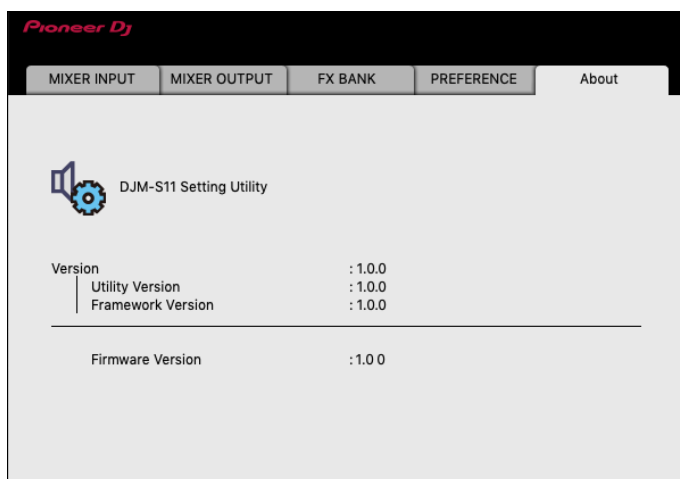 Pioneer Dj
MIXER INPUT MIXER OUTPUT FX BANK PREFERENCE About
DJM-S11 Setting Utility
Version : 1.0.0
Utility Version : 1.0.0
Framework Version : 1.0.0
Firmware Version : 1.0 0